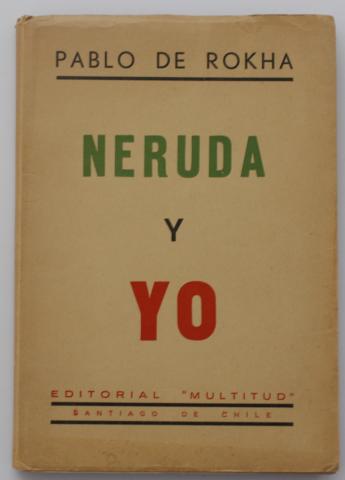 PABLO DE ROKHA
NERUDA
Y
YO
EDITORIAL "MULTITUD"
SANTIAGO DE CHILE